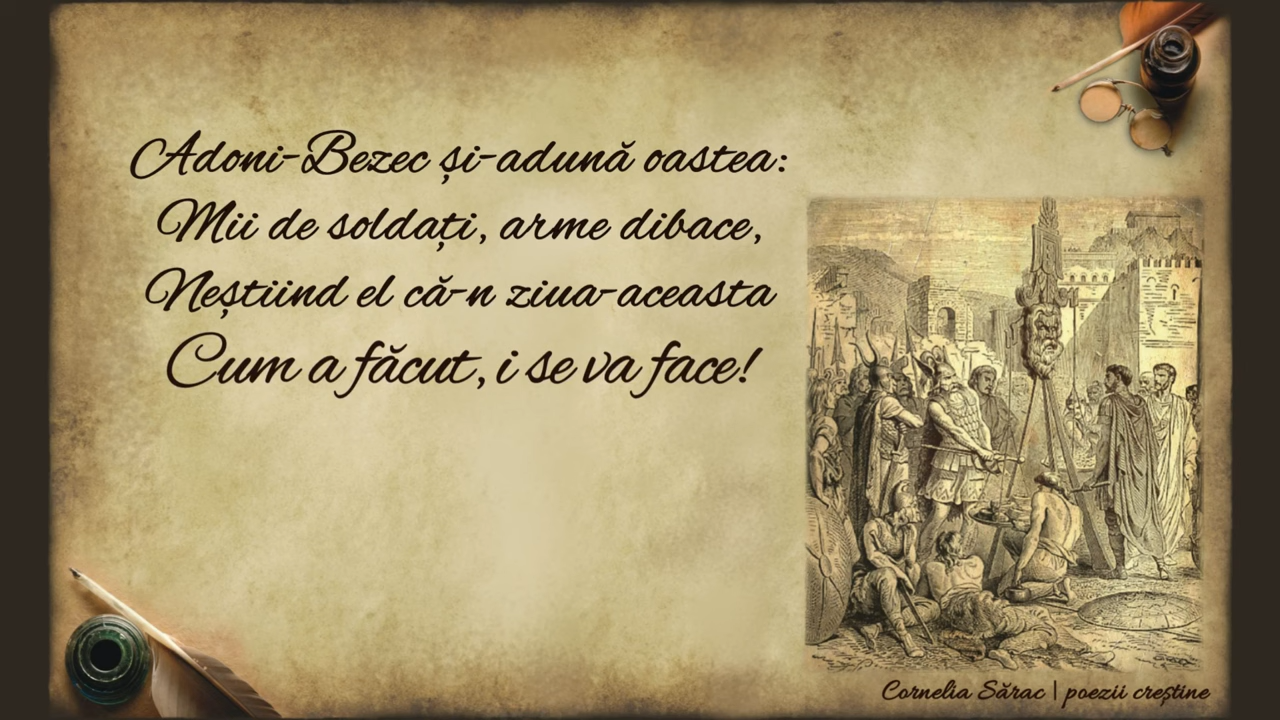 Adoni-Bezec și-adună oastea:
Mii de soldați, arme dibace,
Neștiind el că-n ziua-aceasta
Cum a făcut, i se va face!
Cornelia Sărac | poezii creștine